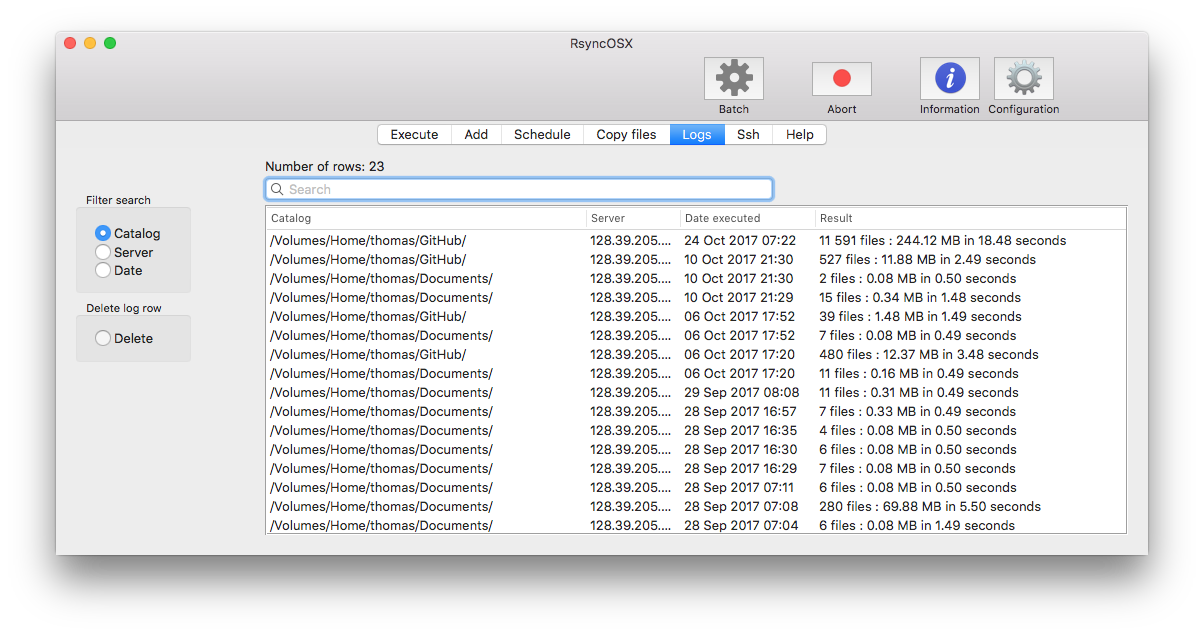 RsyncOSX
Batch
Abort
Information
Configuration
Execute Add Schedule Copy files Logs Ssh Help
Number of rows: 23
Search
Filter search
Catalog
Server
Date
Delete log row
Delete
Catalog Server Date executed Result
/Volumes/Home/thomas/GitHub/ 128.39.205.... 24 Oct 2017 07:22 11 591 files : 244.12 MB in 18.48 seconds
/Volumes/Home/thomas/GitHub/ 128.39.205.... 10 Oct 2017 21:30 527 files : 11.88 MB in 2.49 seconds
/Volumes/Home/thomas/Documents/ 128.39.205.... 10 Oct 2017 21:30 2 files : 0.08 MB in 0.50 seconds
/Volumes/Home/thomas/Documents/ 128.39.205.... 10 Oct 2017 21:29 15 files : 0.34 MB in 1.48 seconds
/Volumes/Home/thomas/GitHub/ 128.39.205.... 06 Oct 2017 17:52 39 files : 1.48 MB in 1.49 seconds
/Volumes/Home/thomas/Documents/ 128.39.205.... 06 Oct 2017 17:52 7 files : 0.08 MB in 0.49 seconds
/Volumes/Home/thomas/GitHub/ 128.39.205.... 06 Oct 2017 17:20 480 files : 12.37 MB in 3.48 seconds
/Volumes/Home/thomas/Documents/ 128.39.205.... 06 Oct 2017 17:20 11 files : 0.16 MB in 0.49 seconds
/Volumes/Home/thomas/Documents/ 128.39.205.... 29 Sep 2017 08:08 11 files : 0.31 MB in 0.49 seconds
/Volumes/Home/thomas/Documents/ 128.39.205.... 28 Sep 2017 16:57 7 files : 0.33 MB in 0.49 seconds
/Volumes/Home/thomas/Documents/ 128.39.205.... 28 Sep 2017 16:35 4 files : 0.08 MB in 0.50 seconds
/Volumes/Home/thomas/Documents/ 128.39.205.... 28 Sep 2017 16:30 6 files : 0.08 MB in 0.50 seconds
/Volumes/Home/thomas/Documents/ 128.39.205.... 28 Sep 2017 16:29 7 files : 0.08 MB in 0.50 seconds
/Volumes/Home/thomas/Documents/ 128.39.205.... 28 Sep 2017 07:11 6 files : 0.08 MB in 0.50 seconds
/Volumes/Home/thomas/Documents/ 128.39.205.... 28 Sep 2017 07:08 280 files : 69.88 MB in 5.50 seconds
/Volumes/Home/thomas/Documents/ 128.39.205.... 28 Sep 2017 07:04 6 files : 0.08 MB in 1.49 seconds